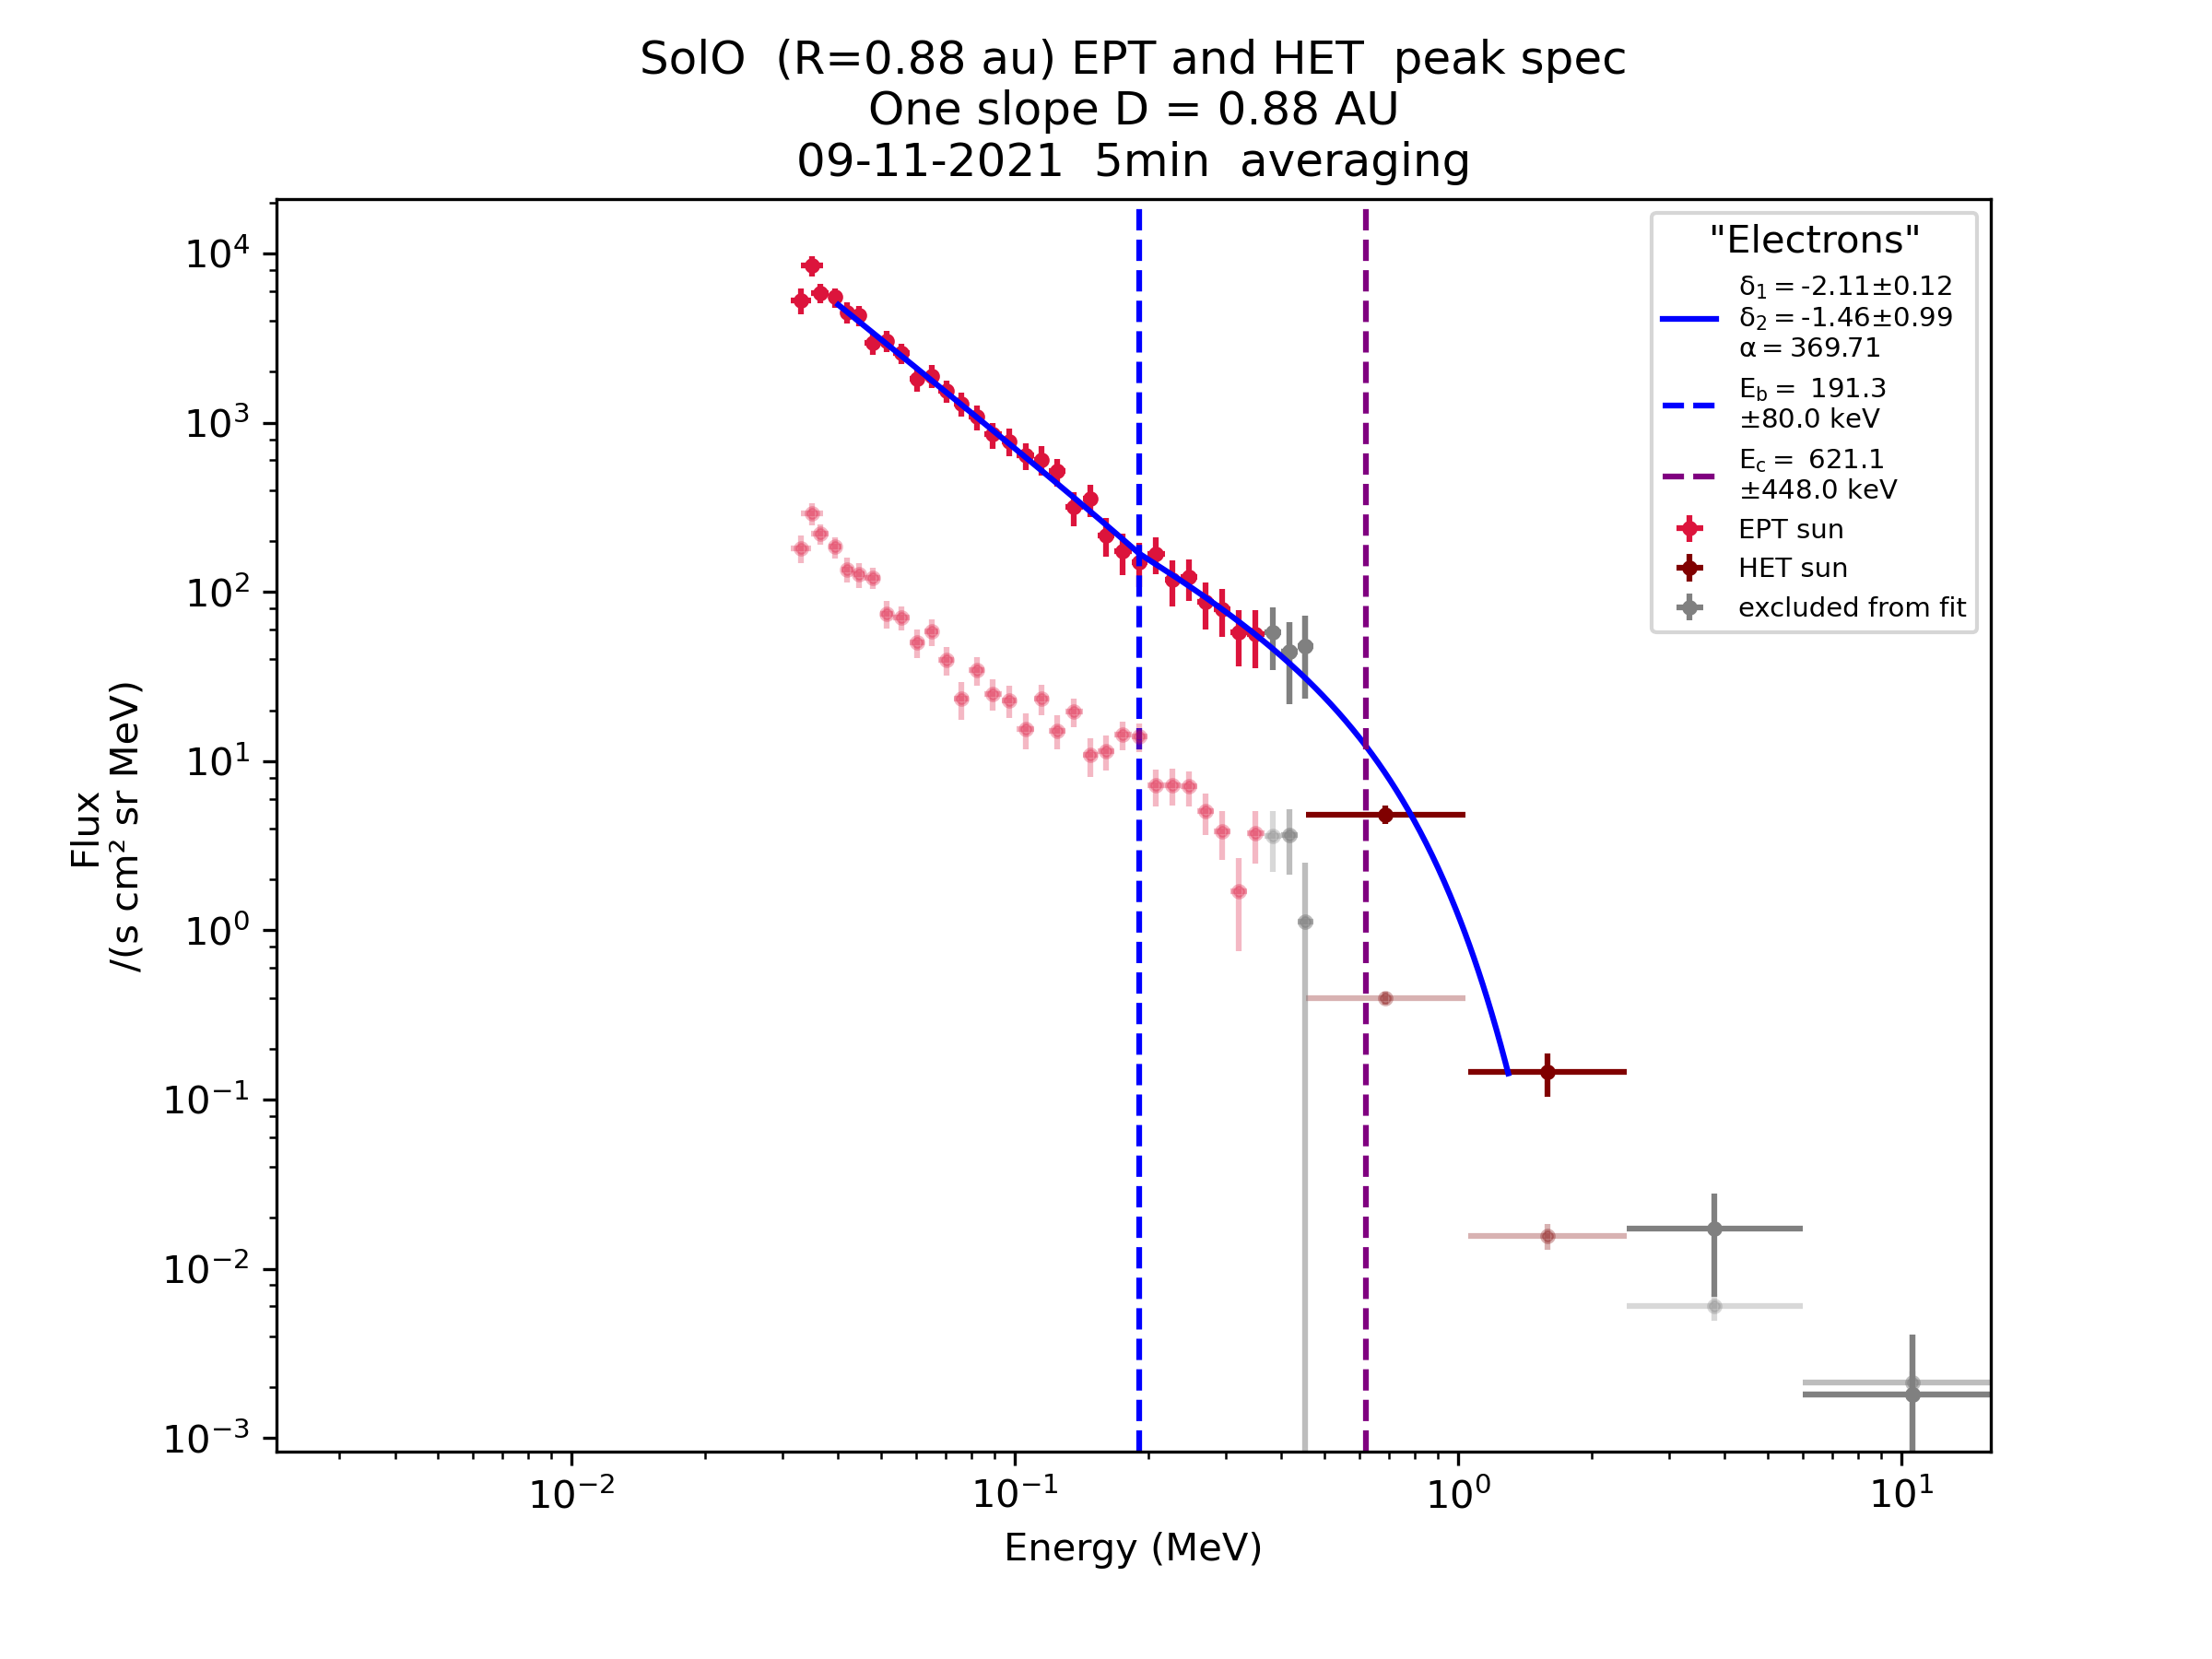 SolO  (R=0.88 au) EPT and HET  peak spec
One slope D = 0.88 AU
09-11-2021  5min  averaging
"Electrons"
δ₁ = -2.11±0.12
δ₂ = -1.46±0.99
α = 369.71
E_b =  191.3
±80.0 keV
E_c =  621.1
±448.0 keV
EPT sun
HET sun
excluded from fit
Flux
/(s cm² sr MeV)
10⁴
10³
10²
10¹
10⁰
10⁻¹
10⁻²
10⁻³
10⁻²
10⁻¹
10⁰
10¹
Energy (MeV)